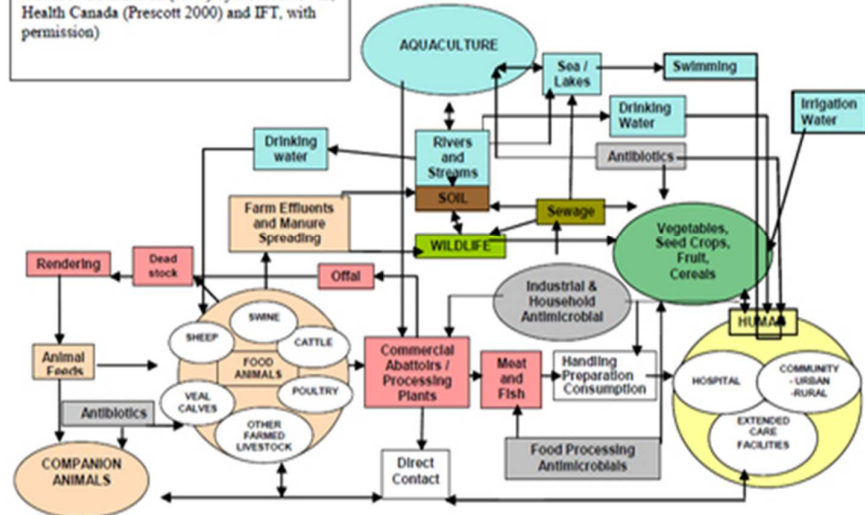 Health Canada (Prescott 2000) and IFT, with
permission)
AQUACULTURE
Sea /
Lakes
Swimming
Drinking
Water
Irrigation
Water
Drinking
water
Rivers
and
Streams
Antibiotics
SOIL
Farm Effluents
and Manure
Spreading
Sewage
WILDLIFE
Vegetables,
Seed Crops,
Fruit,
Cereals
Rendering
Dead
stock
Offal
Industrial &
Household
Antimicrobial
SWINE
SHEEP
CATTLE
FOOD
ANIMALS
POULTRY
VEAL
CALVES
OTHER
FARMED
LIVESTOCK
Animal
Feeds
Antibiotics
COMPANION
ANIMALS
Commercial
Abattoirs /
Processing
Plants
Meat
and
Fish
Handling
Preparation
Consumption
HUMAN
HOSPITAL
COMMUNITY
- URBAN
-RURAL
EXTENDED
CARE
FACILITIES
Direct
Contact
Food Processing
Antimicrobials